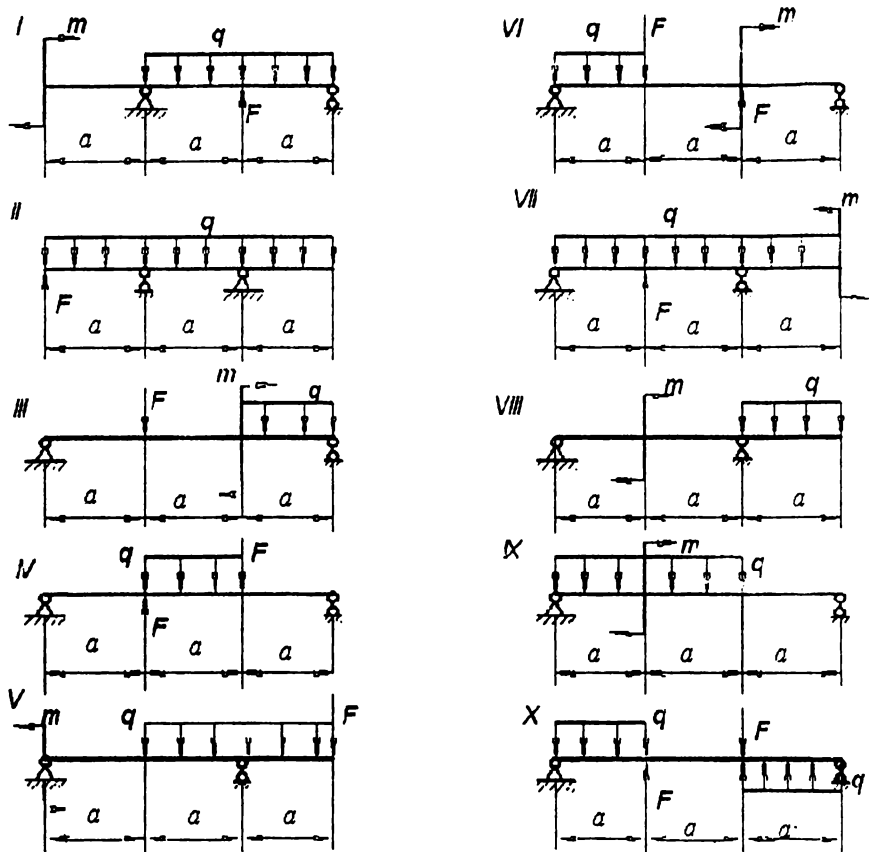 I m q F a a a
II q F a a a
III F m q a a a
IV q F F a a a
V m q F a a a
VI q F m F a a a
VII q m F a a a
VIII m q a a a
IX m q a a a
X q F F q a a a